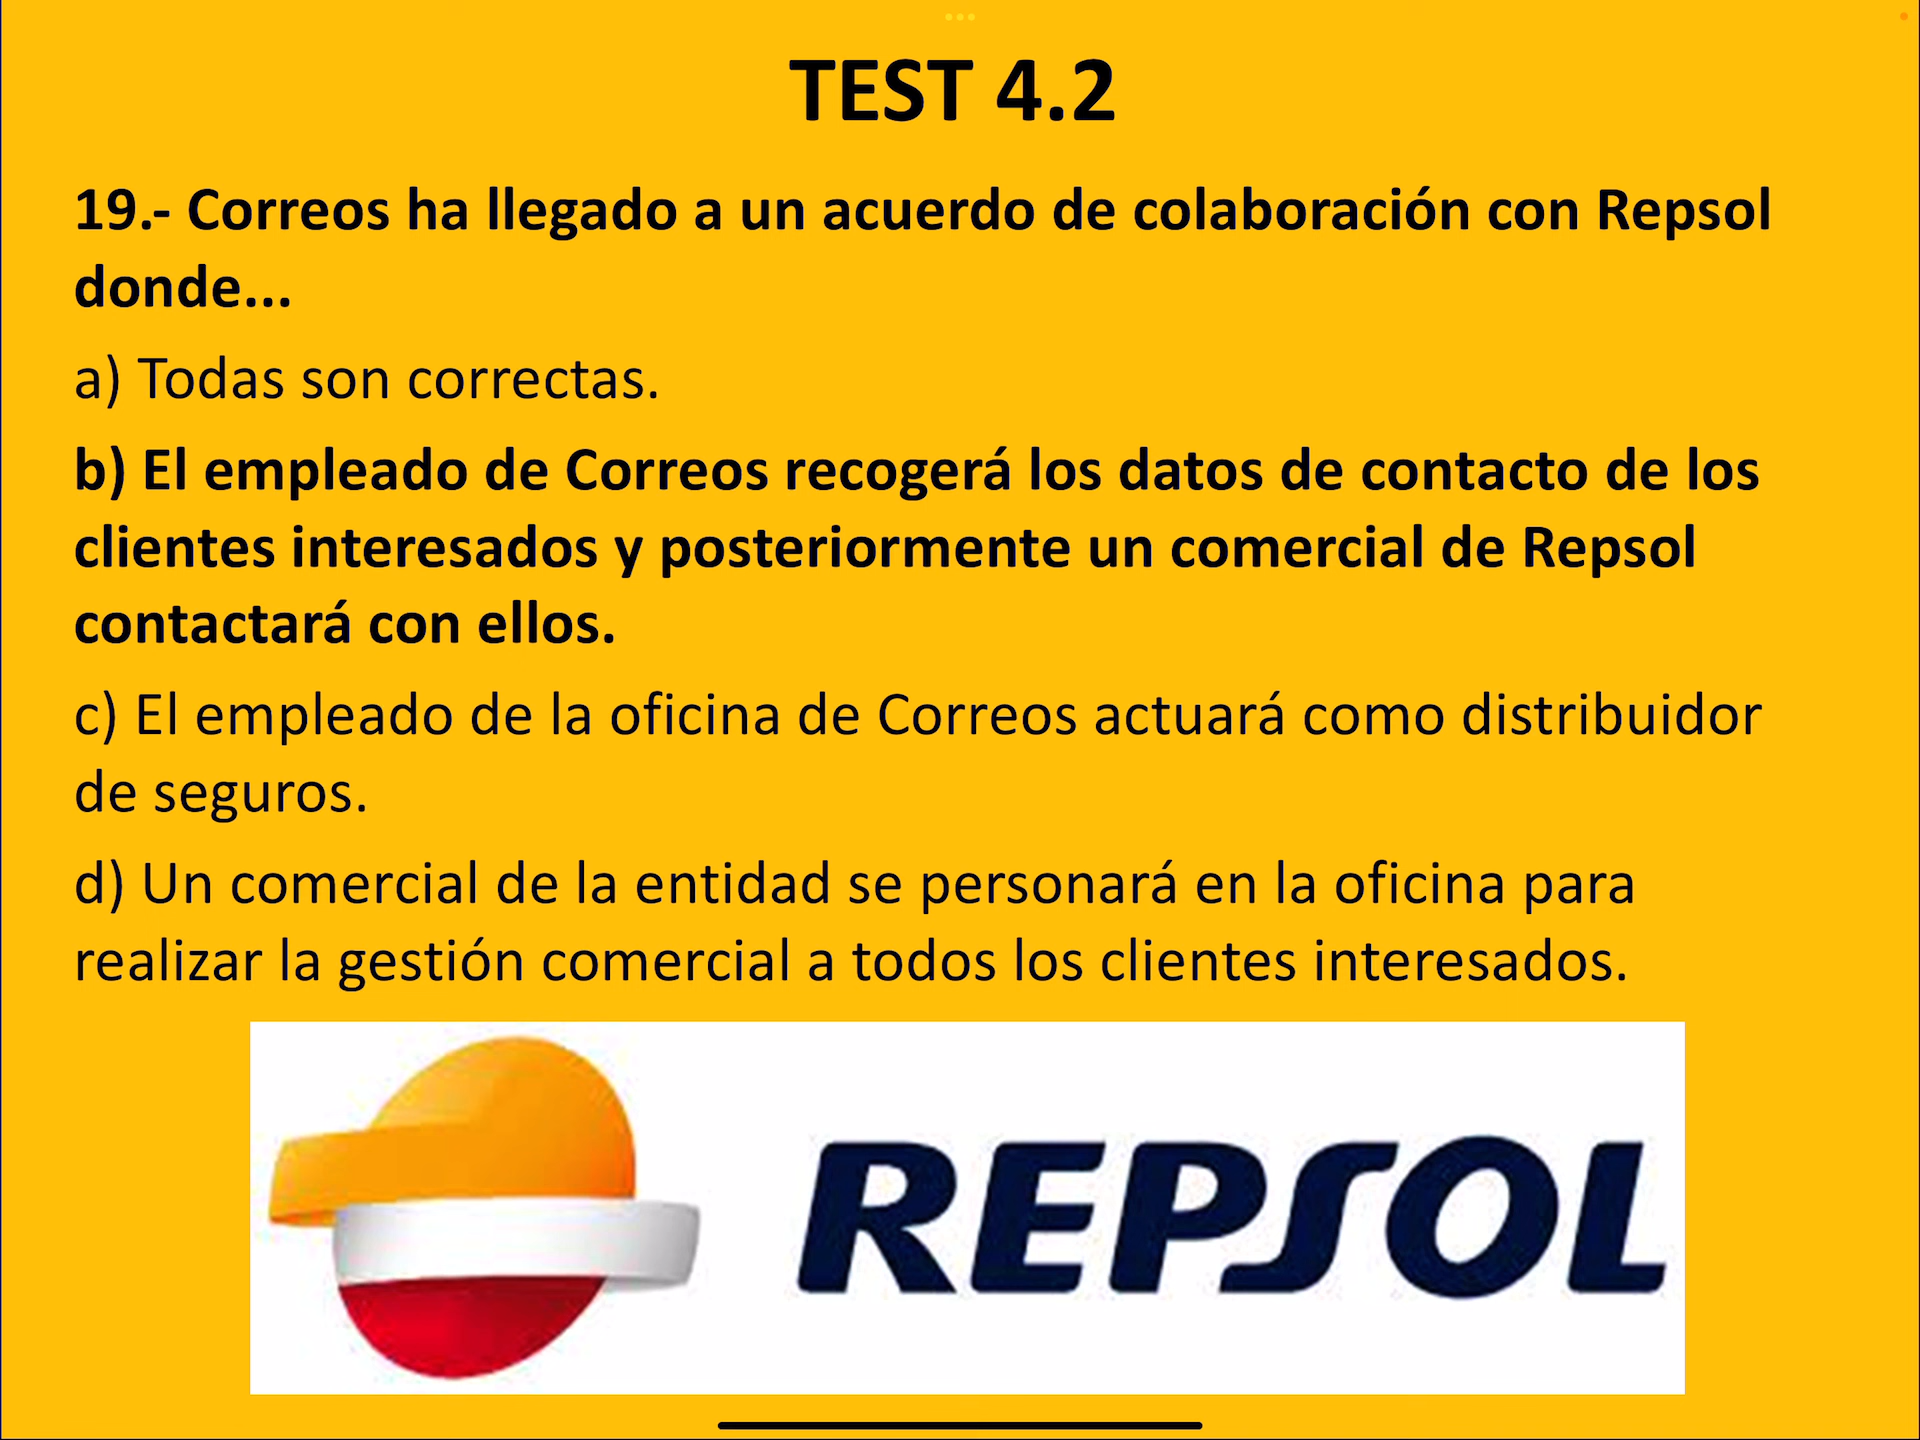 TEST 4.2
19.- Correos ha llegado a un acuerdo de colaboración con Repsol
donde...
a) Todas son correctas.
b) El empleado de Correos recogerá los datos de contacto de los
clientes interesados y posteriormente un comercial de Repsol
contactará con ellos.
c) El empleado de la oficina de Correos actuará como distribuidor
de seguros.
d) Un comercial de la entidad se personará en la oficina para
realizar la gestión comercial a todos los clientes interesados.
REPSOL